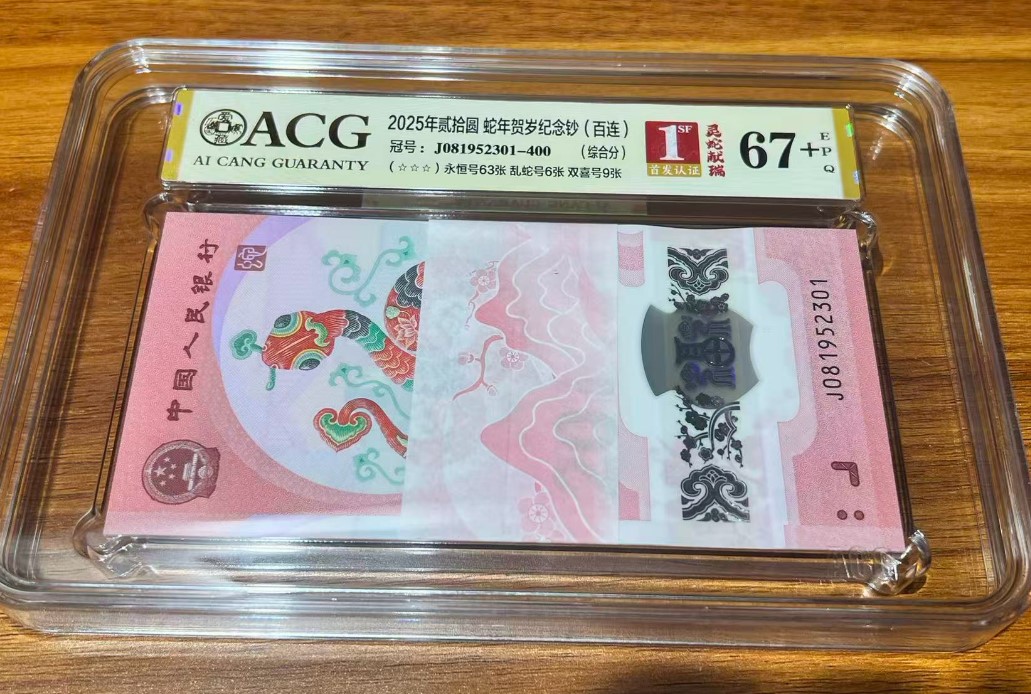 ACG
AI CANG GUARANTY
2025年贰拾圆 蛇年贺岁纪念钞（百连）
冠号：J081952301-400 （综合分）
（☆☆☆）永恒号63张 乱蛇号6张 双喜号9张
1SF
首发认证
灵蛇献瑞
67+
EPQ
中国人民银行
J081952301